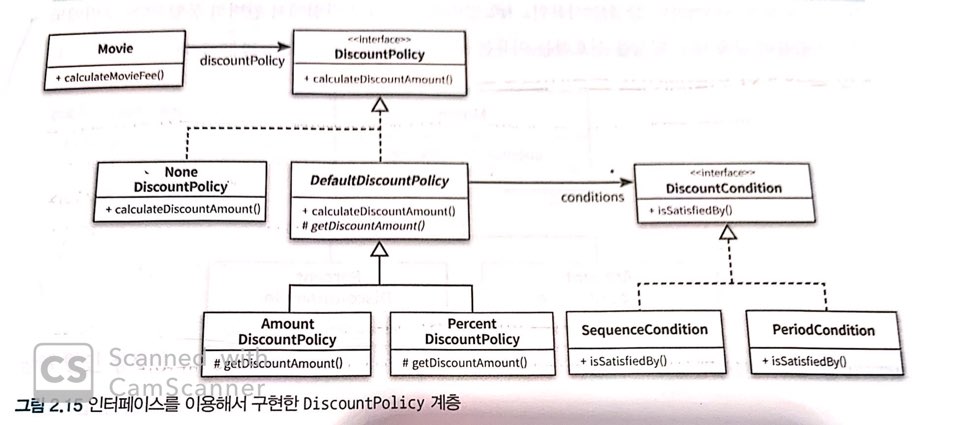 Movie
+ calculateMovieFee()
discountPolicy
<<interface>>
DiscountPolicy
+ calculateDiscountAmount()
None
DiscountPolicy
+ calculateDiscountAmount()
DefaultDiscountPolicy
+ calculateDiscountAmount()
# getDiscountAmount()
*
conditions
<<interface>>
DiscountCondition
+ isSatisfiedBy()
Amount
DiscountPolicy
# getDiscountAmount()
Percent
DiscountPolicy
# getDiscountAmount()
SequenceCondition
+ isSatisfiedBy()
PeriodCondition
+ isSatisfiedBy()
CS Scanned with
CamScanner
그림 2.15 인터페이스를 이용해서 구현한 DiscountPolicy 계층